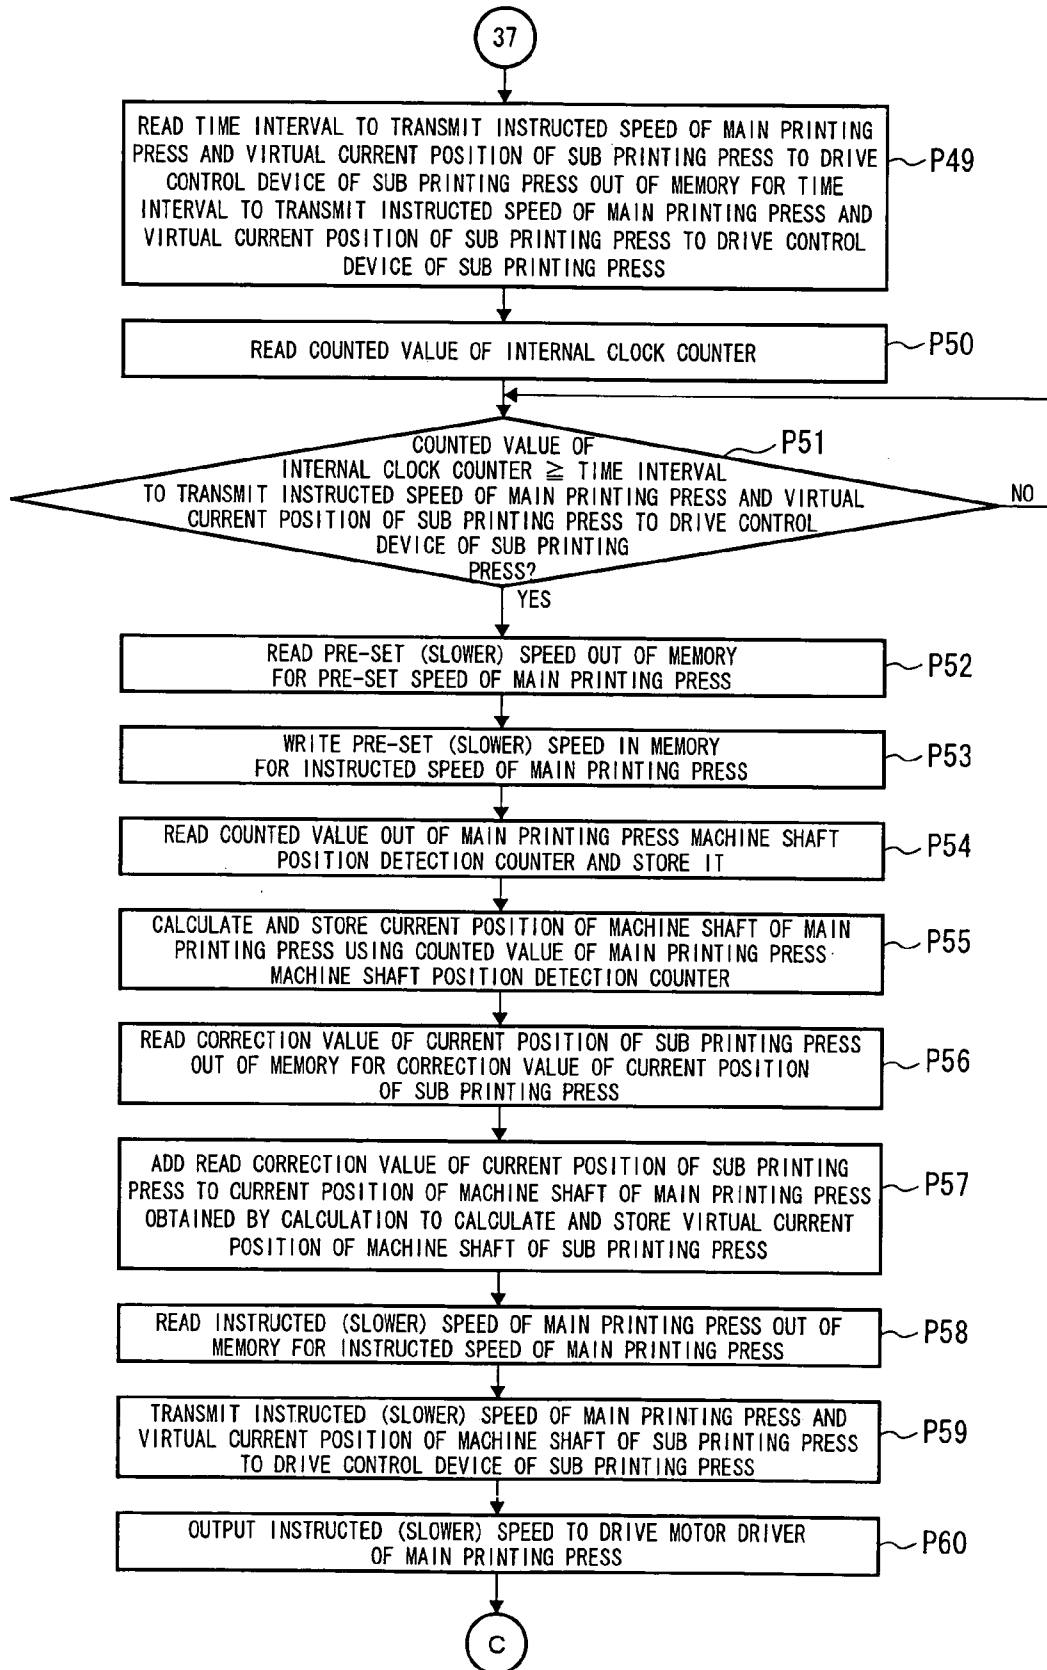 37
READ TIME INTERVAL TO TRANSMIT INSTRUCTED SPEED OF MAIN PRINTING
PRESS AND VIRTUAL CURRENT POSITION OF SUB PRINTING PRESS TO DRIVE
CONTROL DEVICE OF SUB PRINTING PRESS OUT OF MEMORY FOR TIME
INTERVAL TO TRANSMIT INSTRUCTED SPEED OF MAIN PRINTING PRESS AND
VIRTUAL CURRENT POSITION OF SUB PRINTING PRESS TO DRIVE CONTROL
DEVICE OF SUB PRINTING PRESS
P49
READ COUNTED VALUE OF INTERNAL CLOCK COUNTER
P50
COUNTED VALUE OF
INTERNAL CLOCK COUNTER ≧ TIME INTERVAL
TO TRANSMIT INSTRUCTED SPEED OF MAIN PRINTING PRESS AND VIRTUAL
CURRENT POSITION OF SUB PRINTING PRESS TO DRIVE CONTROL
DEVICE OF SUB PRINTING
PRESS?
P51
NO
YES
READ PRE-SET (SLOWER) SPEED OUT OF MEMORY
FOR PRE-SET SPEED OF MAIN PRINTING PRESS
P52
WRITE PRE-SET (SLOWER) SPEED IN MEMORY
FOR INSTRUCTED SPEED OF MAIN PRINTING PRESS
P53
READ COUNTED VALUE OUT OF MAIN PRINTING PRESS MACHINE SHAFT
POSITION DETECTION COUNTER AND STORE IT
P54
CALCULATE AND STORE CURRENT POSITION OF MACHINE SHAFT OF MAIN
PRINTING PRESS USING COUNTED VALUE OF MAIN PRINTING PRESS
MACHINE SHAFT POSITION DETECTION COUNTER
P55
READ CORRECTION VALUE OF CURRENT POSITION OF SUB PRINTING PRESS
OUT OF MEMORY FOR CORRECTION VALUE OF CURRENT POSITION
OF SUB PRINTING PRESS
P56
ADD READ CORRECTION VALUE OF CURRENT POSITION OF SUB PRINTING
PRESS TO CURRENT POSITION OF MACHINE SHAFT OF MAIN PRINTING PRESS
OBTAINED BY CALCULATION TO CALCULATE AND STORE VIRTUAL CURRENT
POSITION OF MACHINE SHAFT OF SUB PRINTING PRESS
P57
READ INSTRUCTED (SLOWER) SPEED OF MAIN PRINTING PRESS OUT OF
MEMORY FOR INSTRUCTED SPEED OF MAIN PRINTING PRESS
P58
TRANSMIT INSTRUCTED (SLOWER) SPEED OF MAIN PRINTING PRESS AND
VIRTUAL CURRENT POSITION OF MACHINE SHAFT OF SUB PRINTING PRESS
TO DRIVE CONTROL DEVICE OF SUB PRINTING PRESS
P59
OUTPUT INSTRUCTED (SLOWER) SPEED TO DRIVE MOTOR DRIVER
OF MAIN PRINTING PRESS
P60
C